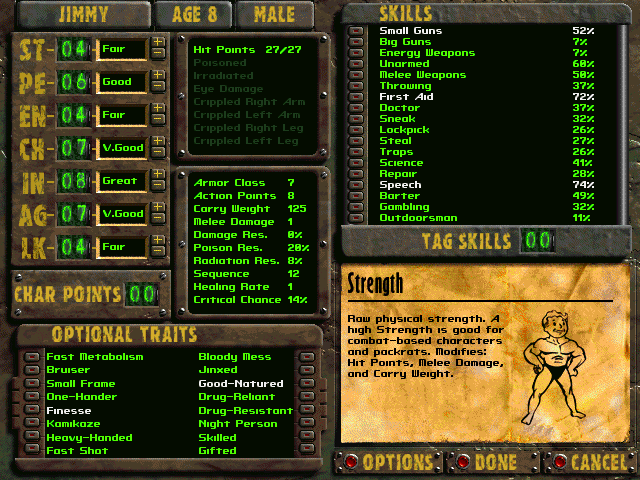 JIMMY
AGE 8
MALE
ST- 04 Fair
PE- 06 Good
EN- 04 Fair
CH- 07 V.Good
IN- 08 Great
AG- 07 V.Good
LK- 04 Fair
CHAR POINTS 00
Hit Points 27/27
Poisoned
Irradiated
Eye Damage
Crippled Right Arm
Crippled Left Arm
Crippled Right Leg
Crippled Left Leg
Armor Class 7
Action Points 8
Carry Weight 125
Melee Damage 1
Damage Res. 0%
Poison Res. 20%
Radiation Res. 8%
Sequence 12
Healing Rate 1
Critical Chance 14%
OPTIONAL TRAITS
Fast Metabolism Bloody Mess
Bruiser Jinxed
Small Frame Good-Natured
One-Hander Drug-Reliant
Finesse Drug-Resistant
Kamikaze Night Person
Heavy-Handed Skilled
Fast Shot Gifted
SKILLS
Small Guns 52%
Big Guns 7%
Energy Weapons 7%
Unarmed 60%
Melee Weapons 50%
Throwing 37%
First Aid 72%
Doctor 37%
Sneak 32%
Lockpick 26%
Steal 27%
Traps 26%
Science 41%
Repair 28%
Speech 74%
Barter 49%
Gambling 32%
Outdoorsman 11%
TAG SKILLS 00
Strength
Raw physical strength. A
high Strength is good for
combat-based characters
and packrats. Modifies:
Hit Points, Melee Damage,
and Carry Weight.
OPTIONS
DONE
CANCEL